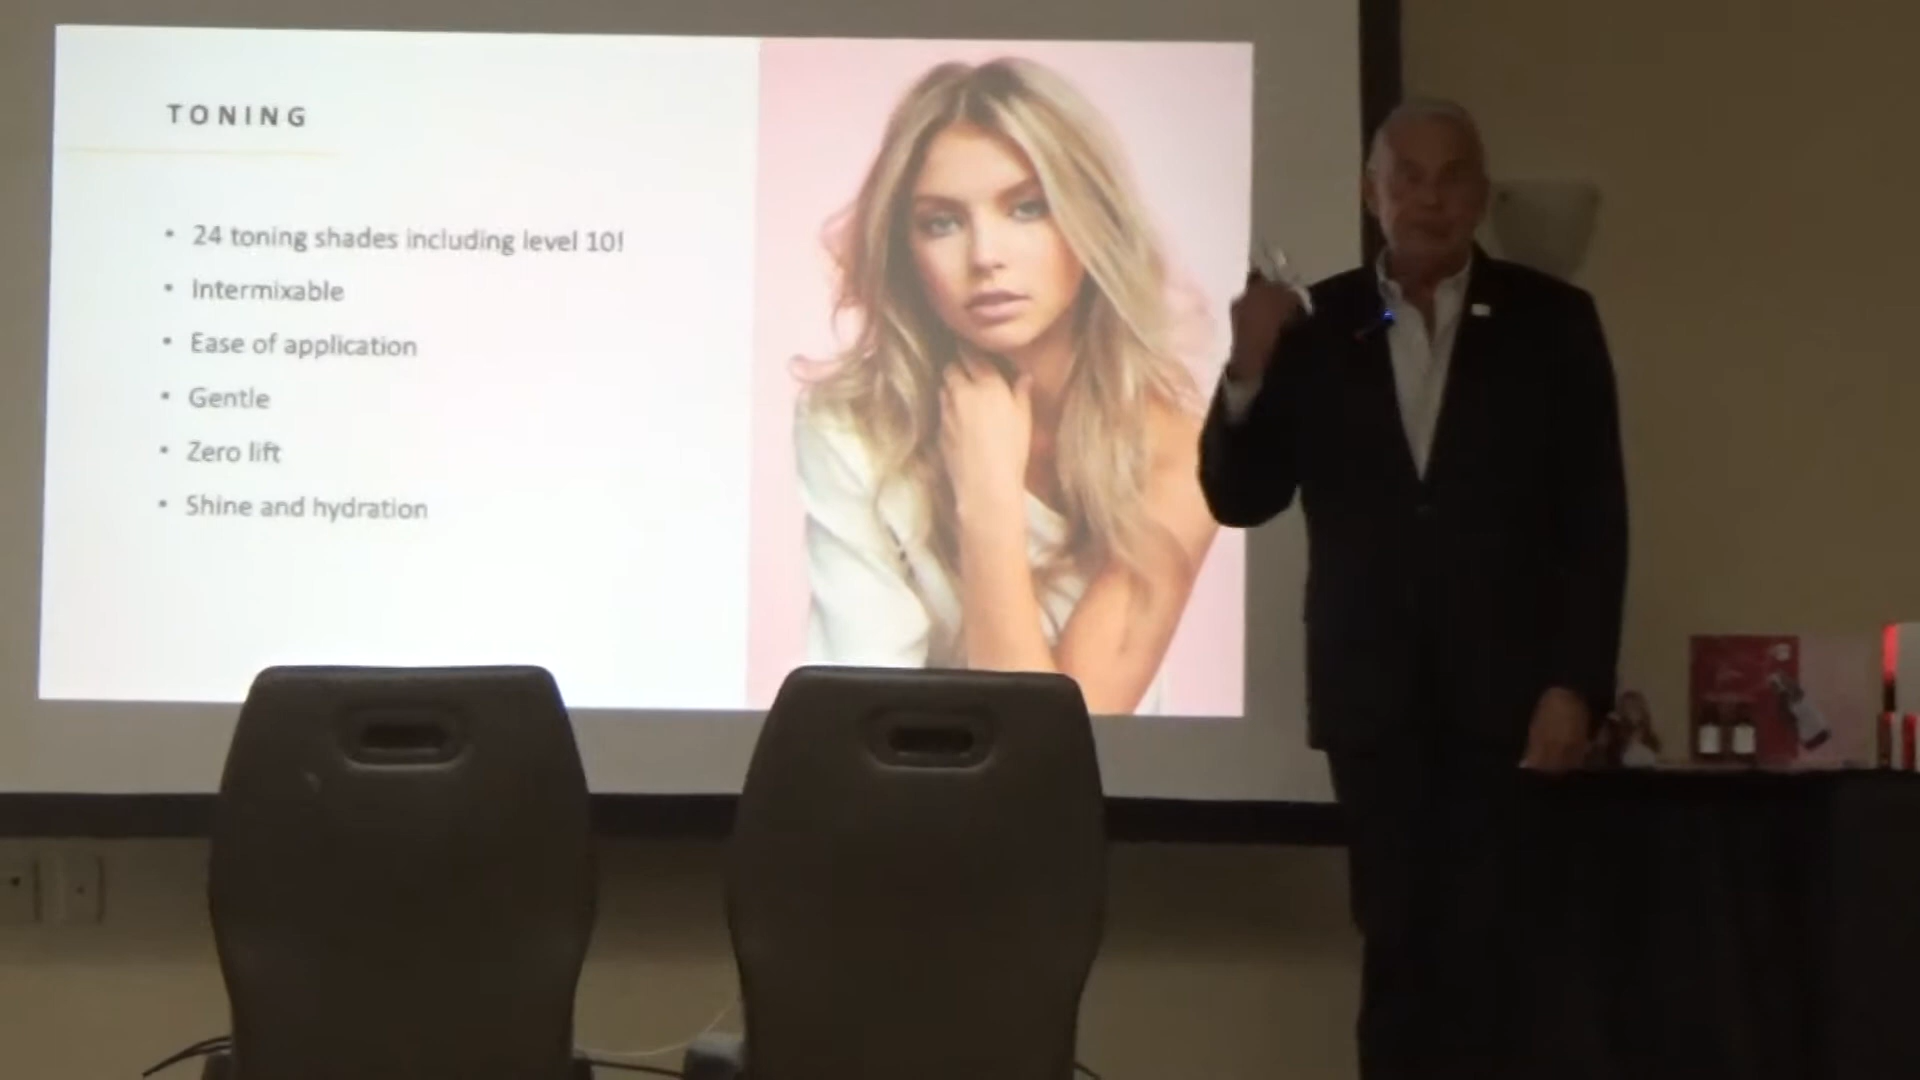 TONING
• 24 toning shades including level 10!
• Intermixable
• Ease of application
• Gentle
• Zero lift
• Shine and hydration